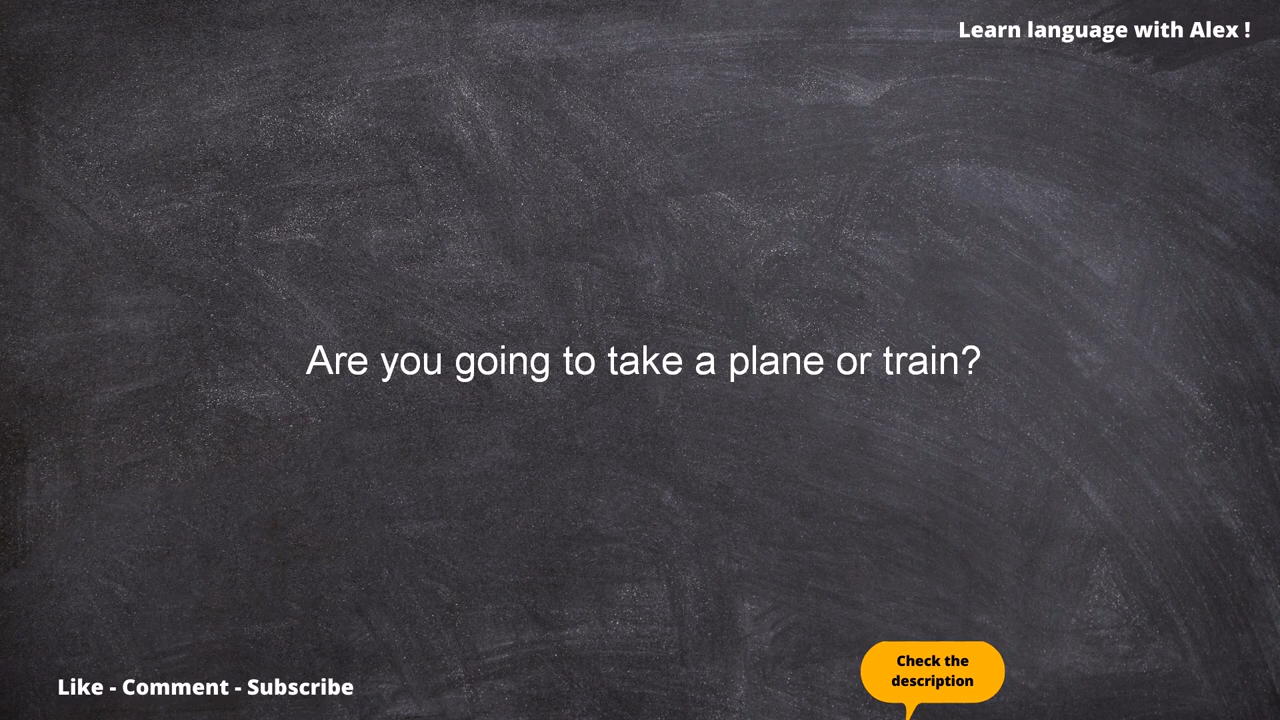 Learn language with Alex !
Are you going to take a plane or train?
Check the
description
Like - Comment - Subscribe